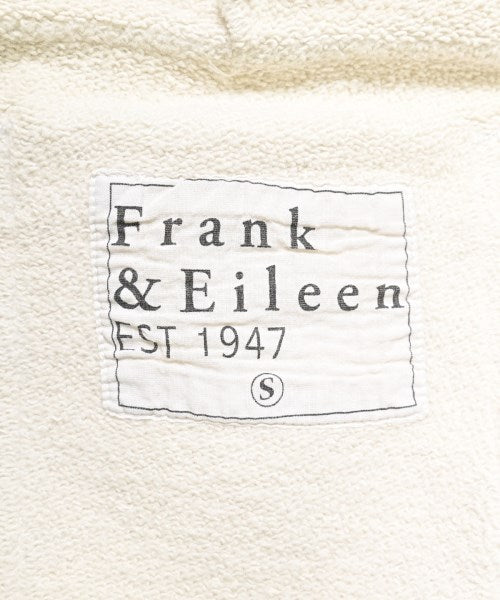 Frank
& Eileen
EST 1947
S